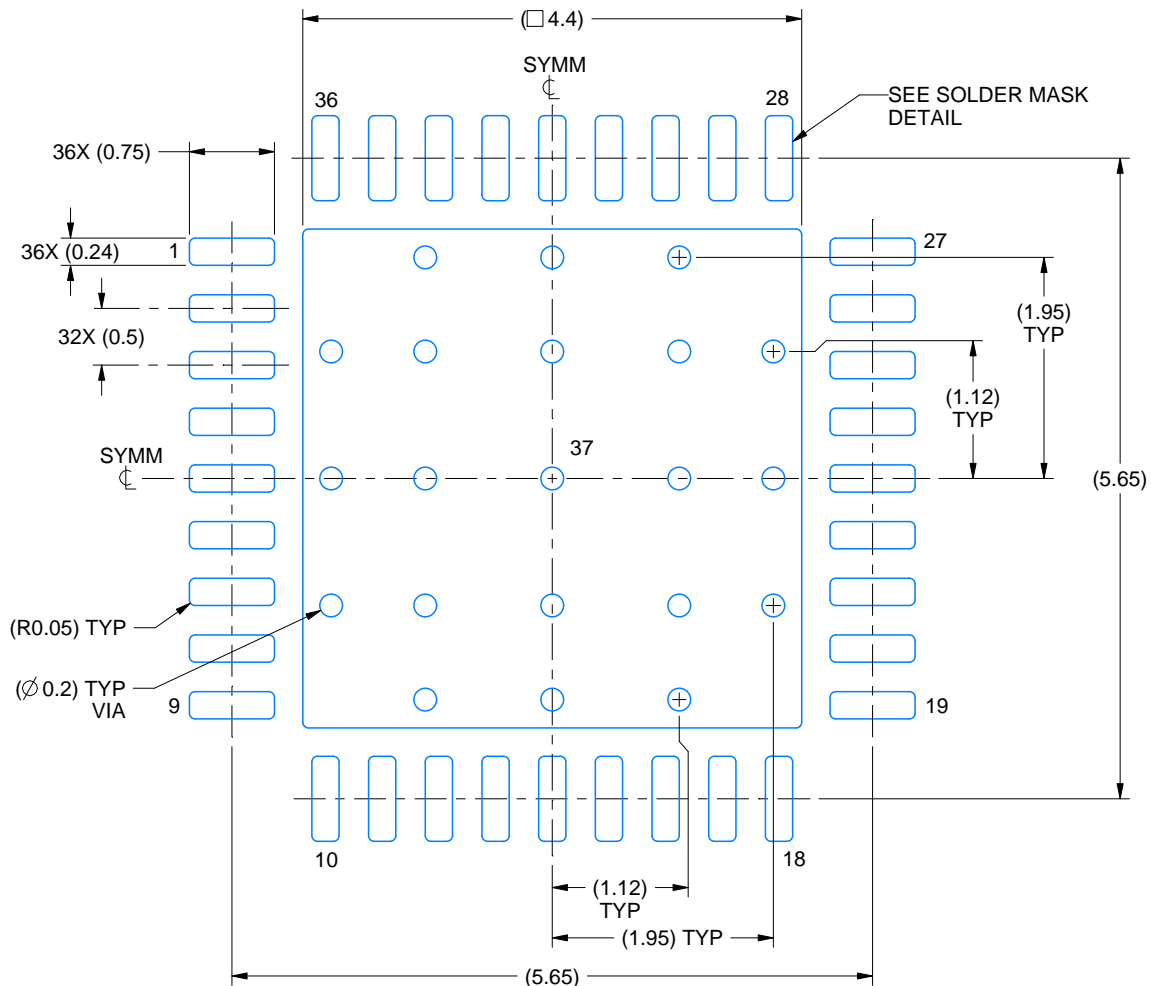 (□ 4.4)
SYMM
℄
36
28
SEE SOLDER MASK
DETAIL
36X (0.75)
36X (0.24)
1
27
32X (0.5)
(1.95)
TYP
(1.12)
TYP
SYMM
℄
37
(5.65)
(R0.05) TYP
(∅ 0.2) TYP
VIA
9
19
10
18
(1.12)
TYP
(1.95) TYP
(5.65)